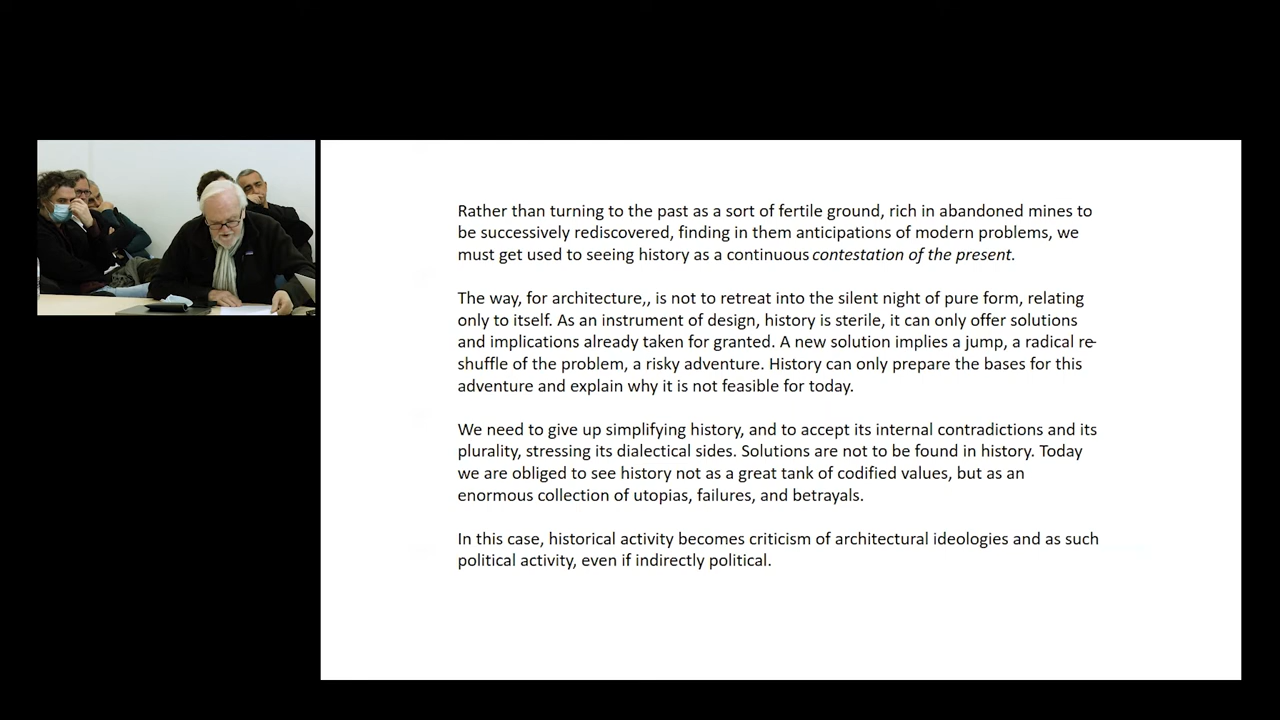 Rather than turning to the past as a sort of fertile ground, rich in abandoned mines to
be successively rediscovered, finding in them anticipations of modern problems, we
must get used to seeing history as a continuous contestation of the present.
The way, for architecture,, is not to retreat into the silent night of pure form, relating
only to itself. As an instrument of design, history is sterile, it can only offer solutions
and implications already taken for granted. A new solution implies a jump, a radical re-
shuffle of the problem, a risky adventure. History can only prepare the bases for this
adventure and explain why it is not feasible for today.
We need to give up simplifying history, and to accept its internal contradictions and its
plurality, stressing its dialectical sides. Solutions are not to be found in history. Today
we are obliged to see history not as a great tank of codified values, but as an
enormous collection of utopias, failures, and betrayals.
In this case, historical activity becomes criticism of architectural ideologies and as such
political activity, even if indirectly political.